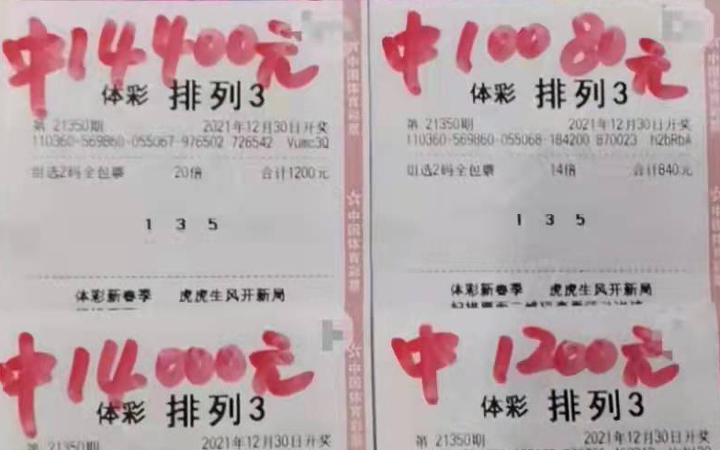 中14400元
体彩 排列3
第 21350期 2021年12月30日开奖
110360-569860-055067-976502 726542 Vumc3Q
组选2码全包票 20倍 合计1200元
1 3 5
体彩新春季 虎虎生风开新局
中10080元
体彩 排列3
第 21350期 2021年12月30日开奖
110360-569860-055068-184200 870023 h2bRbA
组选2码全包票 14倍 合计840元
1 3 5
体彩新春季 虎虎生风开新局
中14000元
体彩 排列3
第 21350期 2021年12月30日开奖
中1200元
体彩 排列3
第 21350期 2021年12月30日开奖
中国体育彩票